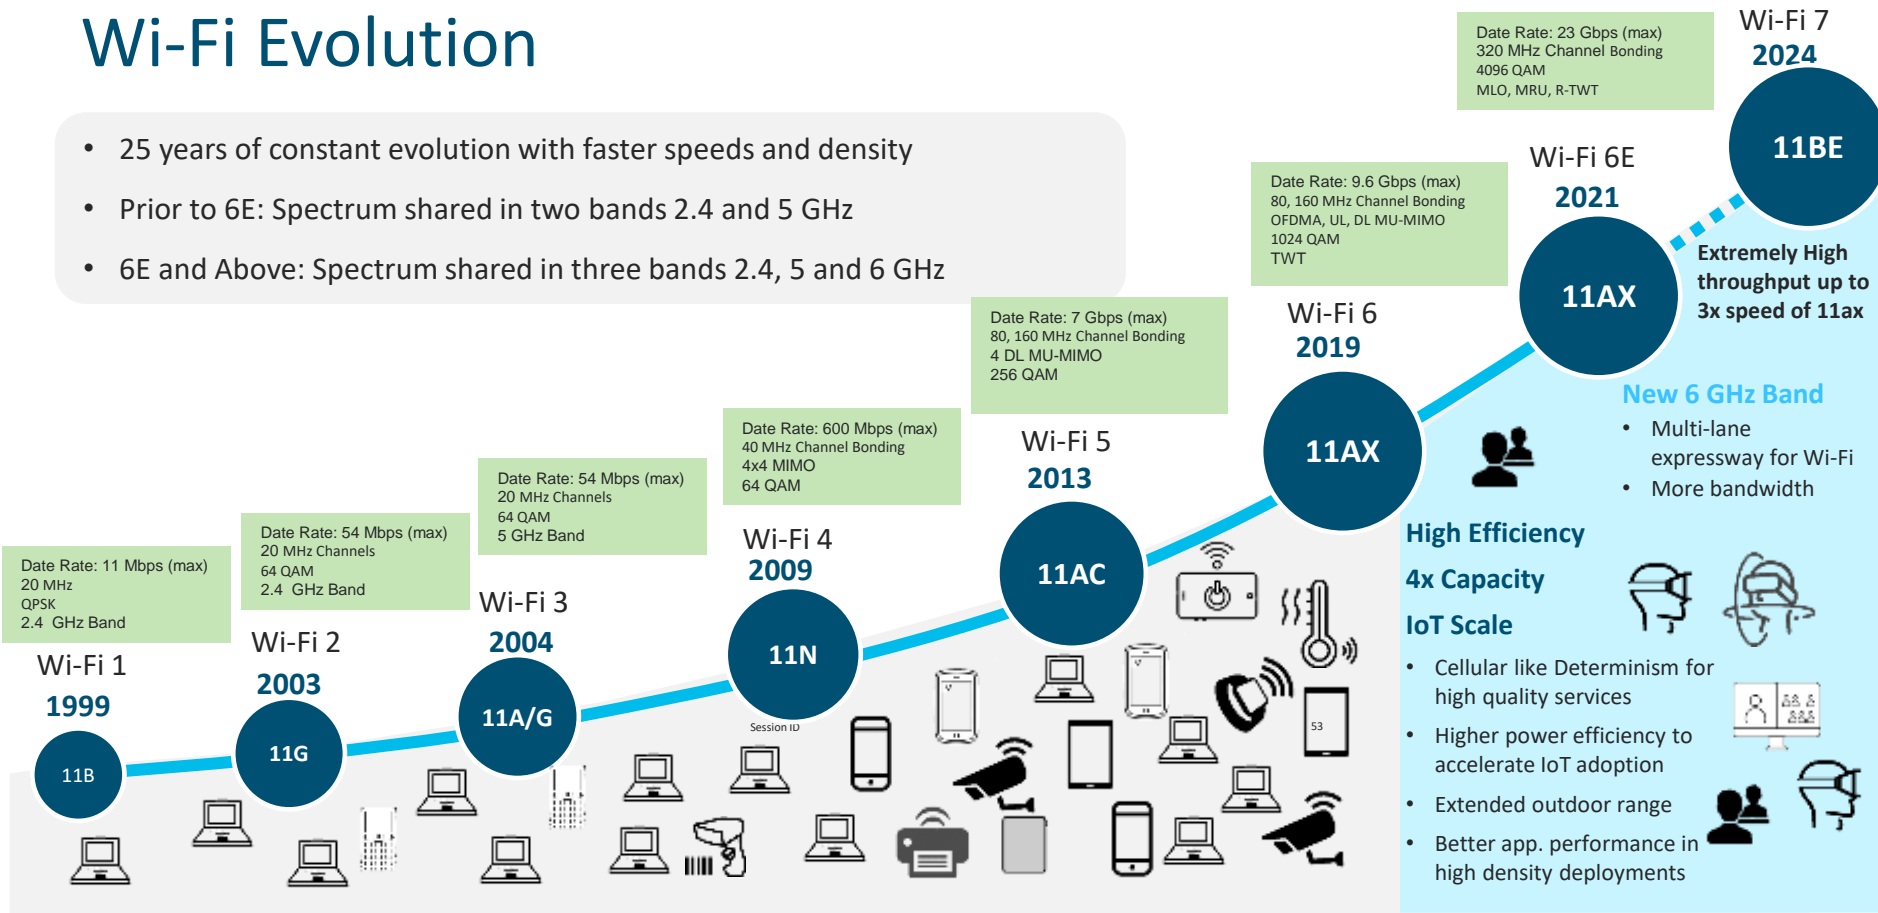 Wi-Fi Evolution
• 25 years of constant evolution with faster speeds and density
• Prior to 6E: Spectrum shared in two bands 2.4 and 5 GHz
• 6E and Above: Spectrum shared in three bands 2.4, 5 and 6 GHz
Date Rate: 11 Mbps (max)
20 MHz
QPSK
2.4 GHz Band
Wi-Fi 1
1999
11B
Date Rate: 54 Mbps (max)
20 MHz Channels
64 QAM
2.4 GHz Band
Wi-Fi 2
2003
11G
Date Rate: 54 Mbps (max)
20 MHz Channels
64 QAM
5 GHz Band
Wi-Fi 3
2004
11A/G
Date Rate: 600 Mbps (max)
40 MHz Channel Bonding
4x4 MIMO
64 QAM
Wi-Fi 4
2009
11N
Session ID
Date Rate: 7 Gbps (max)
80, 160 MHz Channel Bonding
4 DL MU-MIMO
256 QAM
Wi-Fi 5
2013
11AC
Date Rate: 9.6 Gbps (max)
80, 160 MHz Channel Bonding
OFDMA, UL, DL MU-MIMO
1024 QAM
TWT
Wi-Fi 6
2019
11AX
53
Wi-Fi 6E
2021
11AX
Date Rate: 23 Gbps (max)
320 MHz Channel Bonding
4096 QAM
MLO, MRU, R-TWT
Wi-Fi 7
2024
11BE
Extremely High
throughput up to
3x speed of 11ax
New 6 GHz Band
• Multi-lane
expressway for Wi-Fi
• More bandwidth
High Efficiency
4x Capacity
IoT Scale
• Cellular like Determinism for
high quality services
• Higher power efficiency to
accelerate IoT adoption
• Extended outdoor range
• Better app. performance in
high density deployments